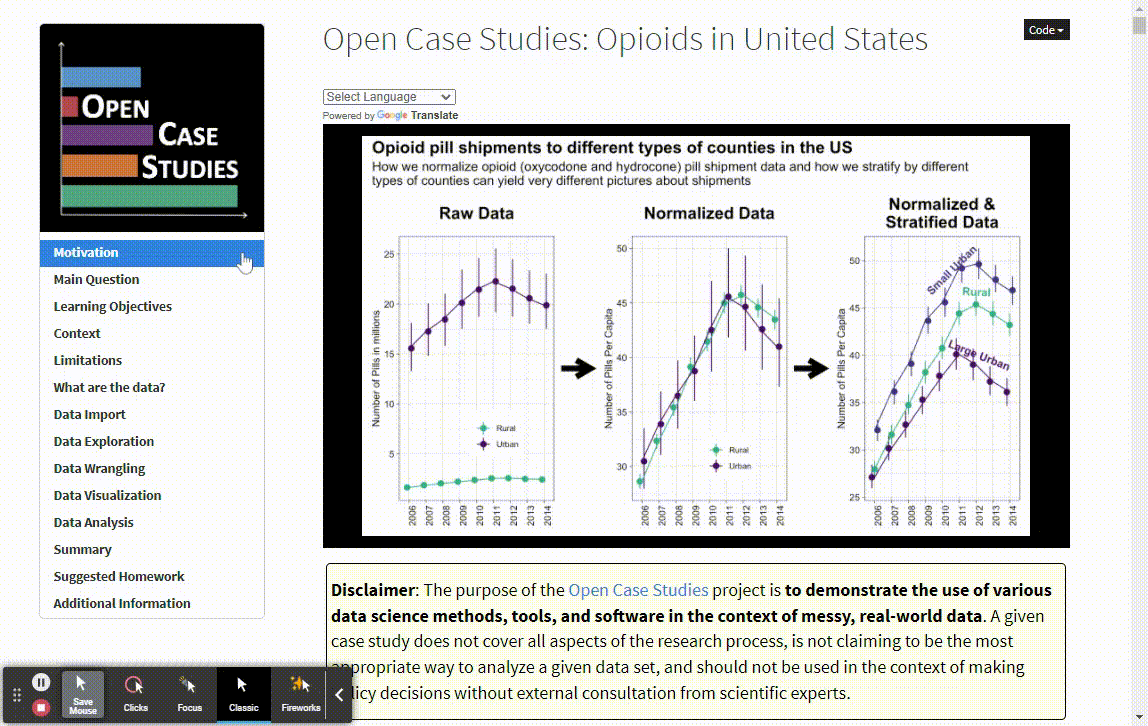 OPEN
CASE
STUDIES
Motivation
Main Question
Learning Objectives
Context
Limitations
What are the data?
Data Import
Data Exploration
Data Wrangling
Data Visualization
Data Analysis
Summary
Suggested Homework
Additional Information
Open Case Studies: Opioids in United States
Code
Select Language
Powered by Google Translate
Opioid pill shipments to different types of counties in the US
How we normalize opioid (oxycodone and hydrocone) pill shipment data and how we stratify by different
types of counties can yield very different pictures about shipments
Raw Data
Number of Pills in millions
25
20
15
10
5
Rural
Urban
2006 2007 2008 2009 2010 2011 2012 2013 2014
Normalized Data
Number of Pills Per Capita
50
45
40
35
30
Rural
Urban
2006 2007 2008 2009 2010 2011 2012 2013 2014
Normalized &
Stratified Data
Number of Pills Per Capita
50
45
40
35
30
25
Small Urban
Rural
Large Urban
2006 2007 2008 2009 2010 2011 2012 2013 2014
Disclaimer: The purpose of the Open Case Studies project is to demonstrate the use of various
data science methods, tools, and software in the context of messy, real-world data. A given
case study does not cover all aspects of the research process, is not claiming to be the most
appropriate way to analyze a given data set, and should not be used in the context of making
policy decisions without external consultation from scientific experts.
Save
Mouse
Clicks
Focus
Classic
Fireworks